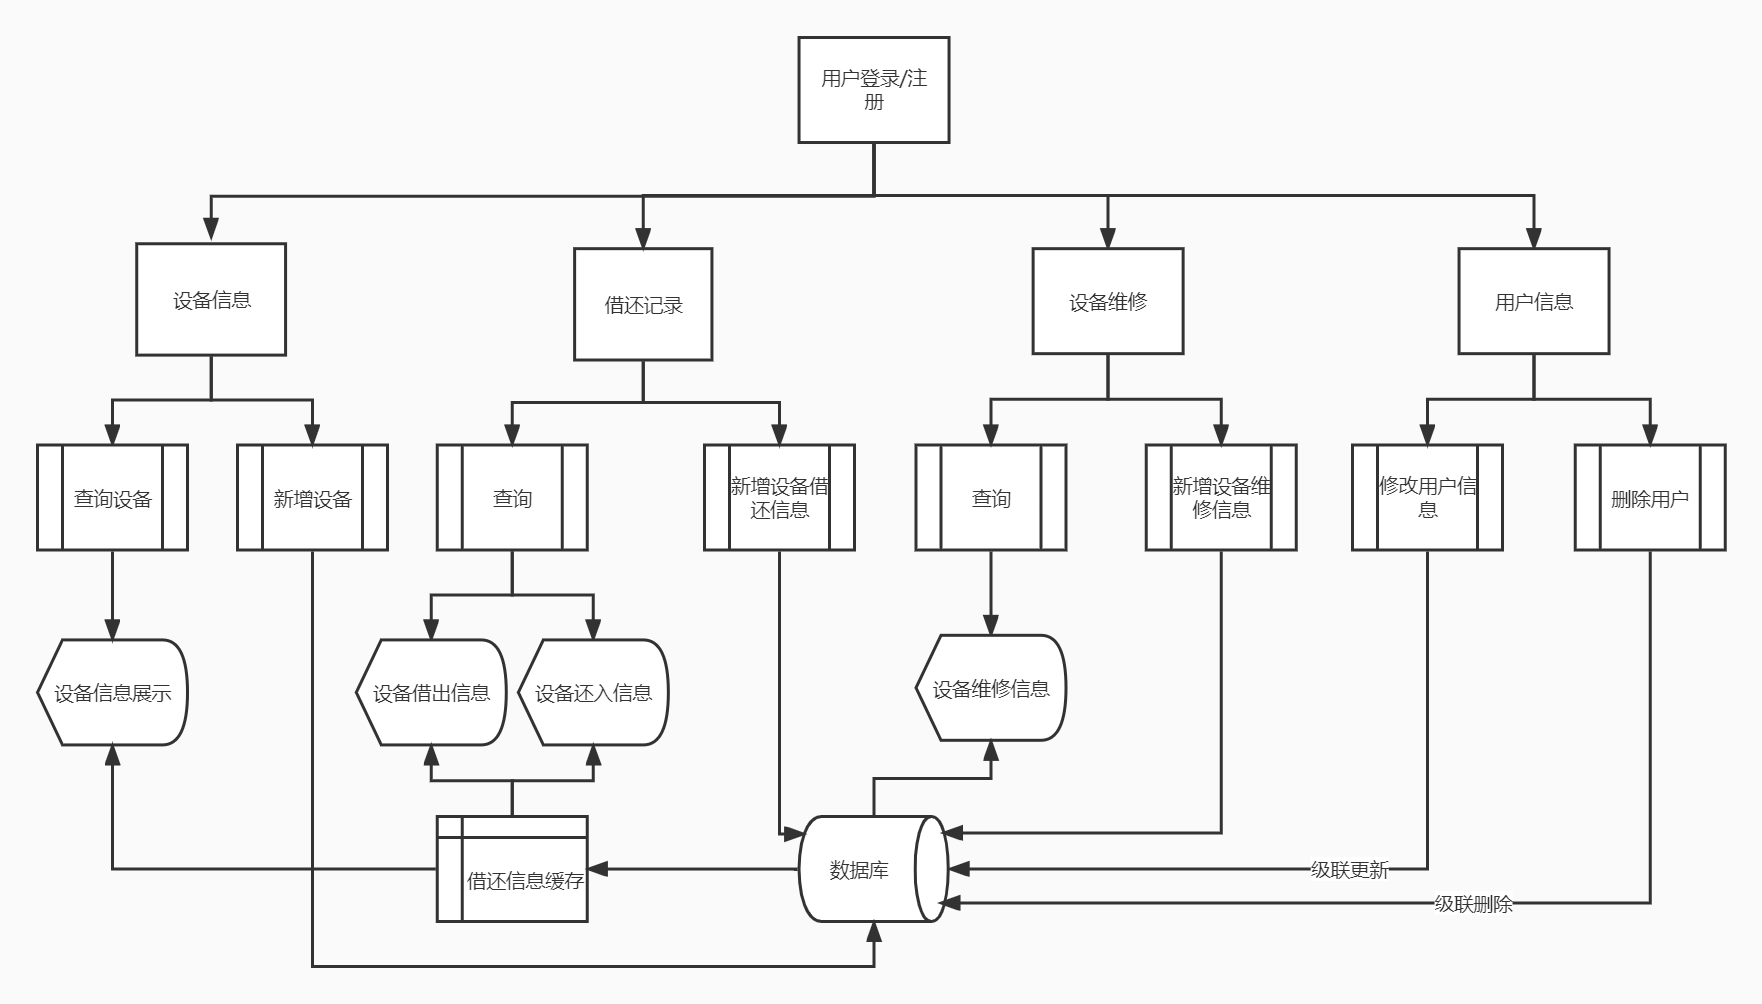 用户登录/注
册
设备信息
借还记录
设备维修
用户信息
查询设备
新增设备
查询
新增设备借
还信息
查询
新增设备维
修信息
修改用户信
息
删除用户
设备信息展示
设备借出信息
设备还入信息
设备维修信息
借还信息缓存
数据库
级联更新
级联删除